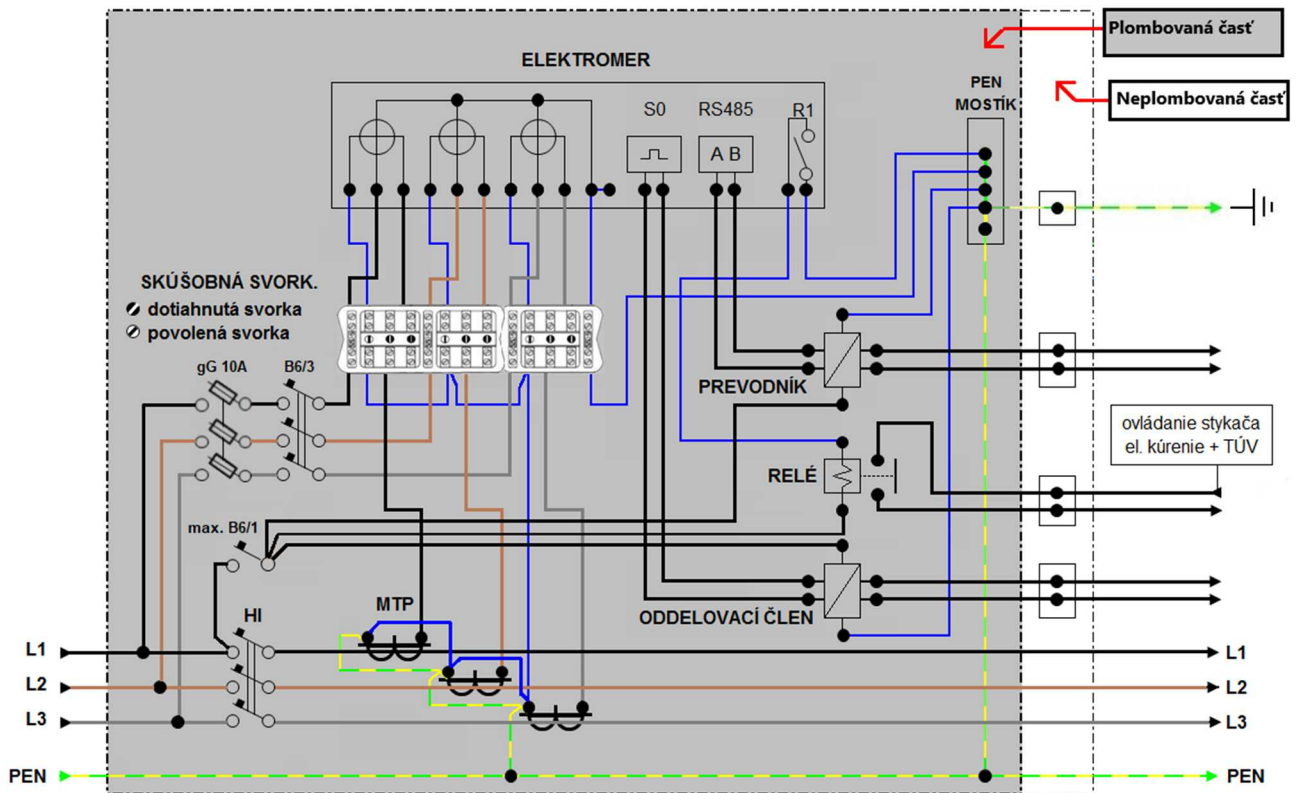 Plombovaná časť
Neplombovaná časť
ELEKTROMER
PEN
MOSTÍK
S0
RS485
R1
A B
SKÚŠOBNÁ SVORK.
dotiahnutá svorka
povolená svorka
gG 10A
B6/3
PREVODNÍK
ovládanie stykača
el. kúrenie + TÚV
RELÉ
max. B6/1
HI
MTP
ODDELOVACÍ ČLEN
L1
L1
L2
L2
L3
L3
PEN
PEN